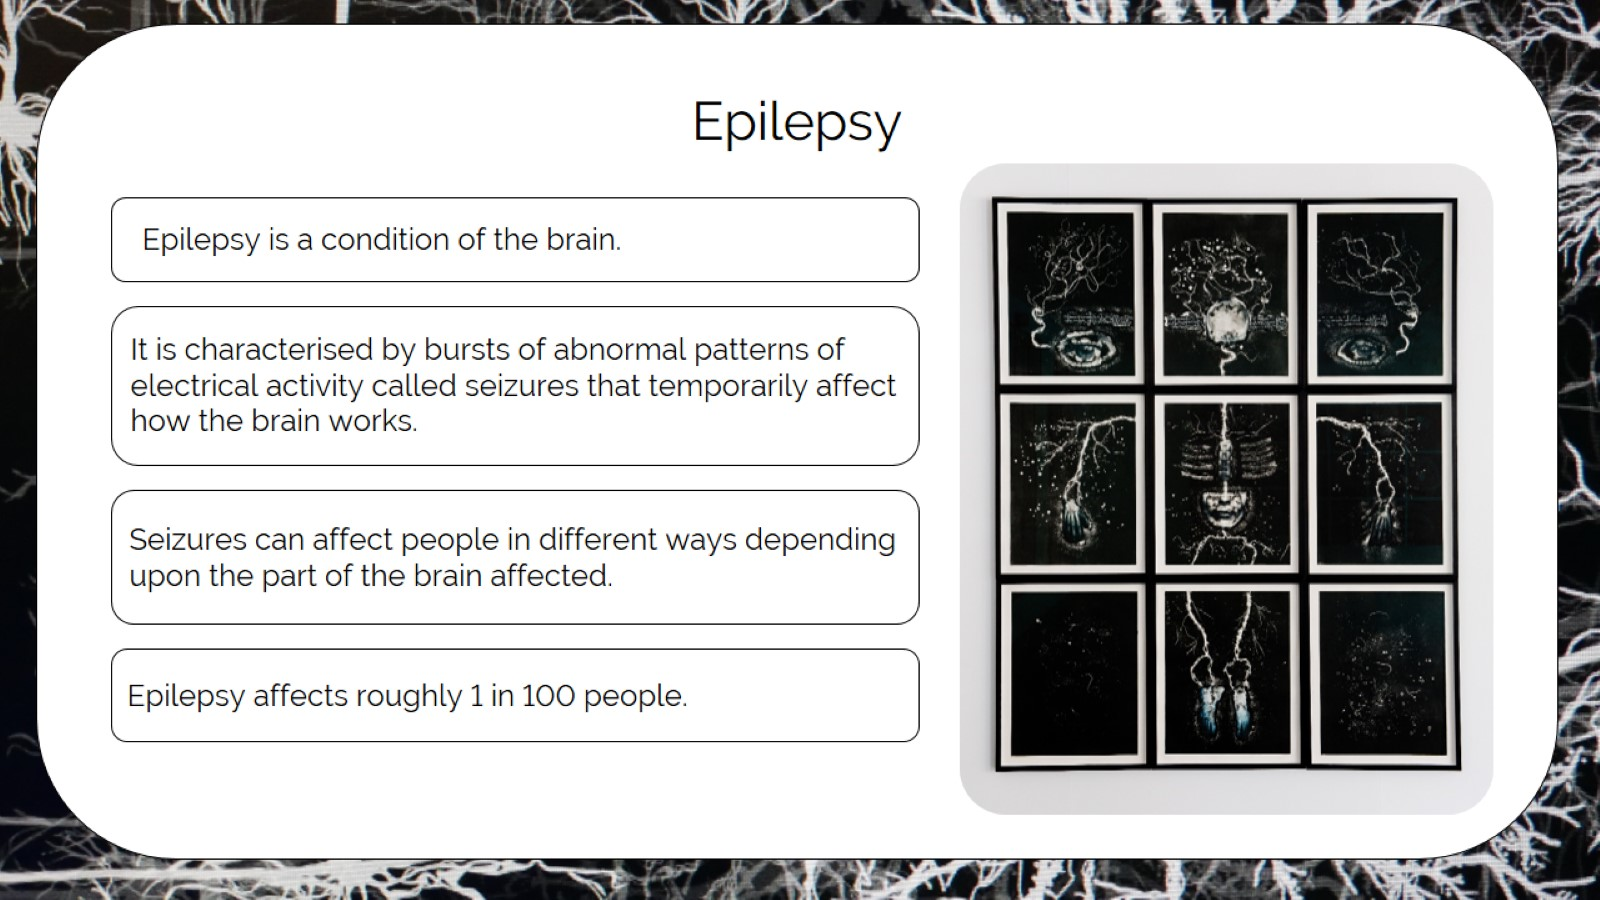 Epilepsy
Epilepsy is a condition of the brain.
It is characterised by bursts of abnormal patterns of
electrical activity called seizures that temporarily affect
how the brain works.
Seizures can affect people in different ways depending
upon the part of the brain affected.
Epilepsy affects roughly 1 in 100 people.